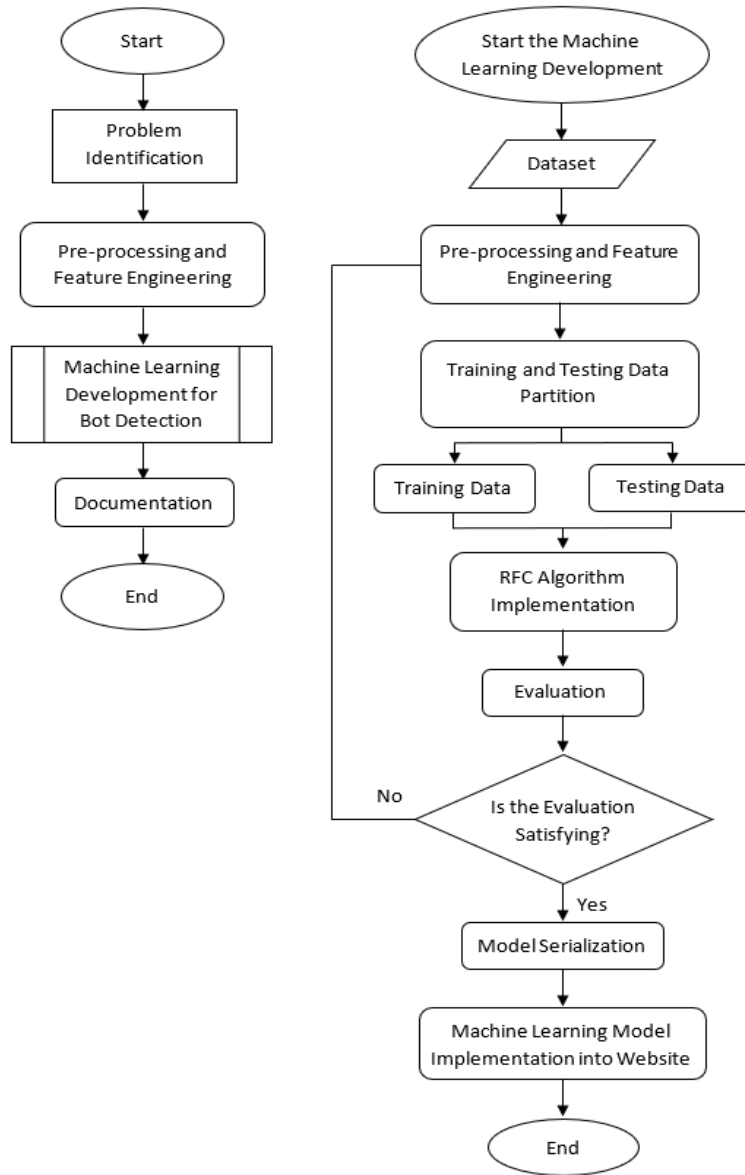 Start
Problem
Identification
Pre-processing and
Feature Engineering
Machine Learning
Development for
Bot Detection
Documentation
End
Start the Machine
Learning Development
Dataset
Pre-processing and Feature
Engineering
Training and Testing Data
Partition
Training Data
Testing Data
RFC Algorithm
Implementation
Evaluation
Is the Evaluation
Satisfying?
No
Yes
Model Serialization
Machine Learning Model
Implementation into Website
End